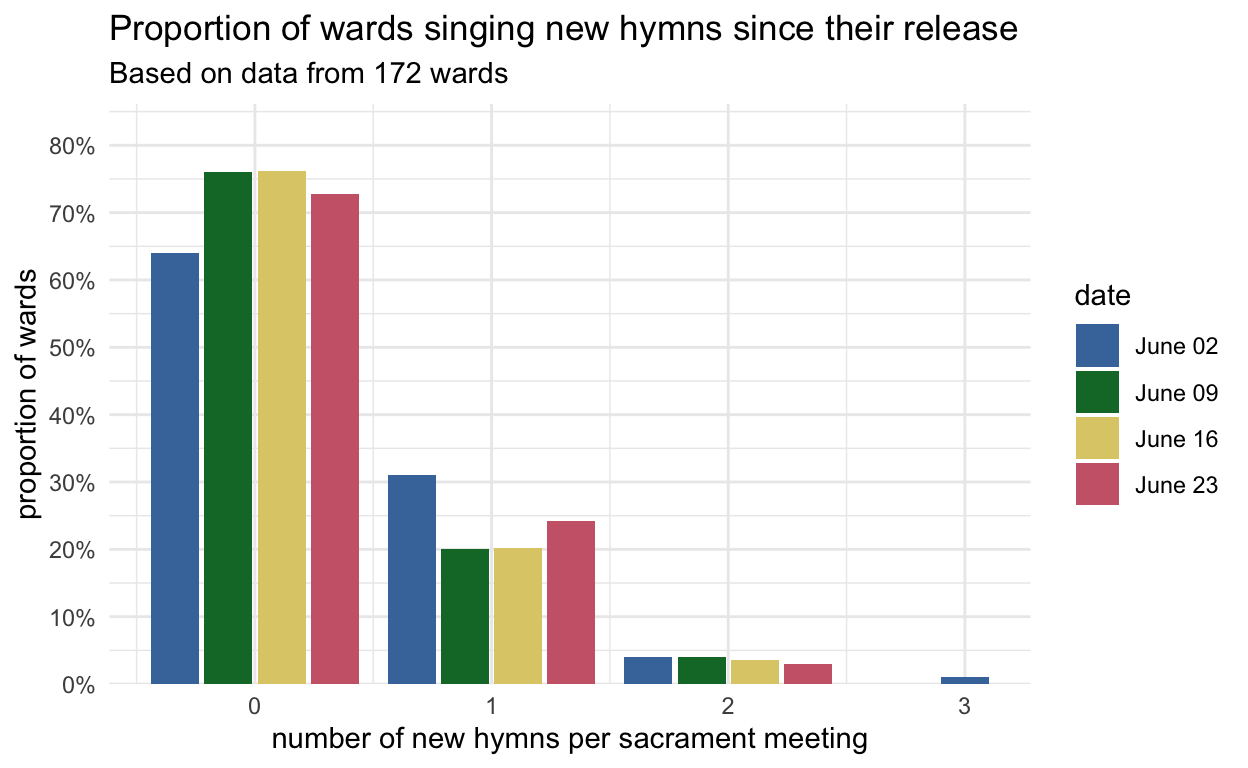 Proportion of wards singing new hymns since their release
Based on data from 172 wards
80%
70%
60%
50%
40%
30%
20%
10%
0%
proportion of wards
0 1 2 3
number of new hymns per sacrament meeting
date
June 02
June 09
June 16
June 23